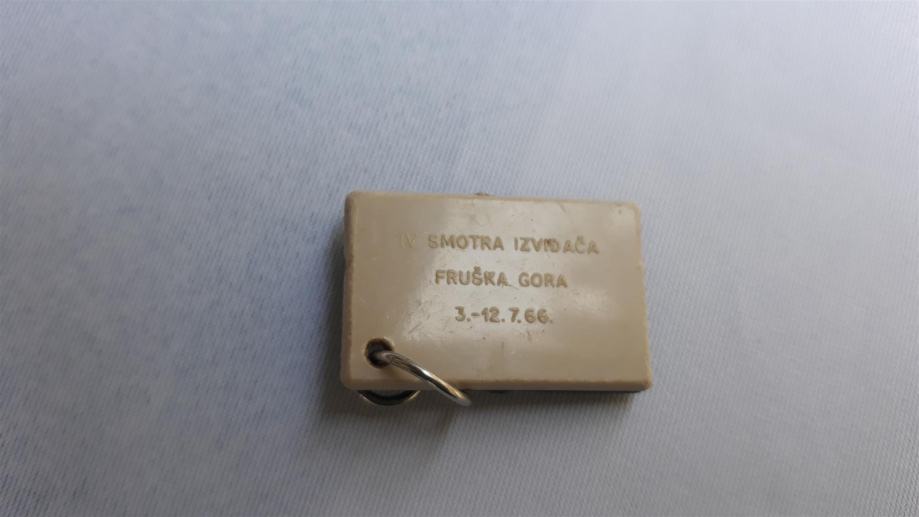 IV SMOTRA IZVIĐAČA
FRUŠKA GORA
3.-12.7.66.